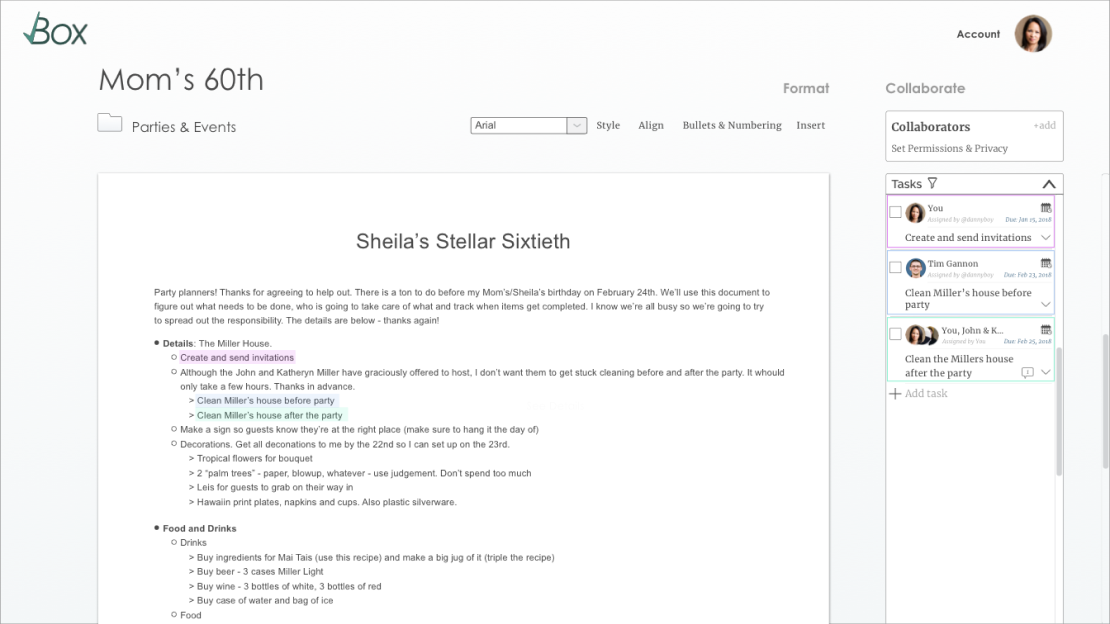 Box
Account
Mom's 60th
Format
Collaborate
Parties & Events
Arial
Style
Align
Bullets & Numbering
Insert
Collaborators
+add
Set Permissions & Privacy
Tasks
You
Assigned by @dannyboy
Due: Jan 15, 2018
Create and send invitations
Tim Gannon
Assigned by @dannyboy
Due: Feb 23, 2018
Clean Miller's house before
party
You, John & K...
Assigned by You
Due: Feb 25, 2018
Clean the Millers house
after the party
1
+ Add task
Sheila's Stellar Sixtieth
Party planners! Thanks for agreeing to help out. There is a ton to do before my Mom's/Sheila's birthday on February 24th. We'll use this document to
figure out what needs to be done, who is going to take care of what and track when items get completed. I know we're all busy so we're going to try
to spread out the responsibility. The details are below - thanks again!
• Details: The Miller House.
Create and send invitations
Although the John and Katheryn Miller have graciously offered to host, I don't want them to get stuck cleaning before and after the party. It would
only take a few hours. Thanks in advance.
> Clean Miller's house before party
> Clean Miller's house after the party
Make a sign so guests know they're at the right place (make sure to hang it the day of)
Decorations. Get all decorations to me by the 22nd so I can set up on the 23rd.
> Tropical flowers for bouquet
> 2 "palm trees" - paper, blowup, whatever - use judgement. Don't spend too much
> Leis for guests to grab on their way in
> Hawaiin print plates, napkins and cups. Also plastic silverware.
• Food and Drinks
Drinks
> Buy ingredients for Mai Tais (use this recipe) and make a big jug of it (triple the recipe)
> Buy beer - 3 cases Miller Light
> Buy wine - 3 bottles of white, 3 bottles of red
> Buy case of water and bag of ice
Food